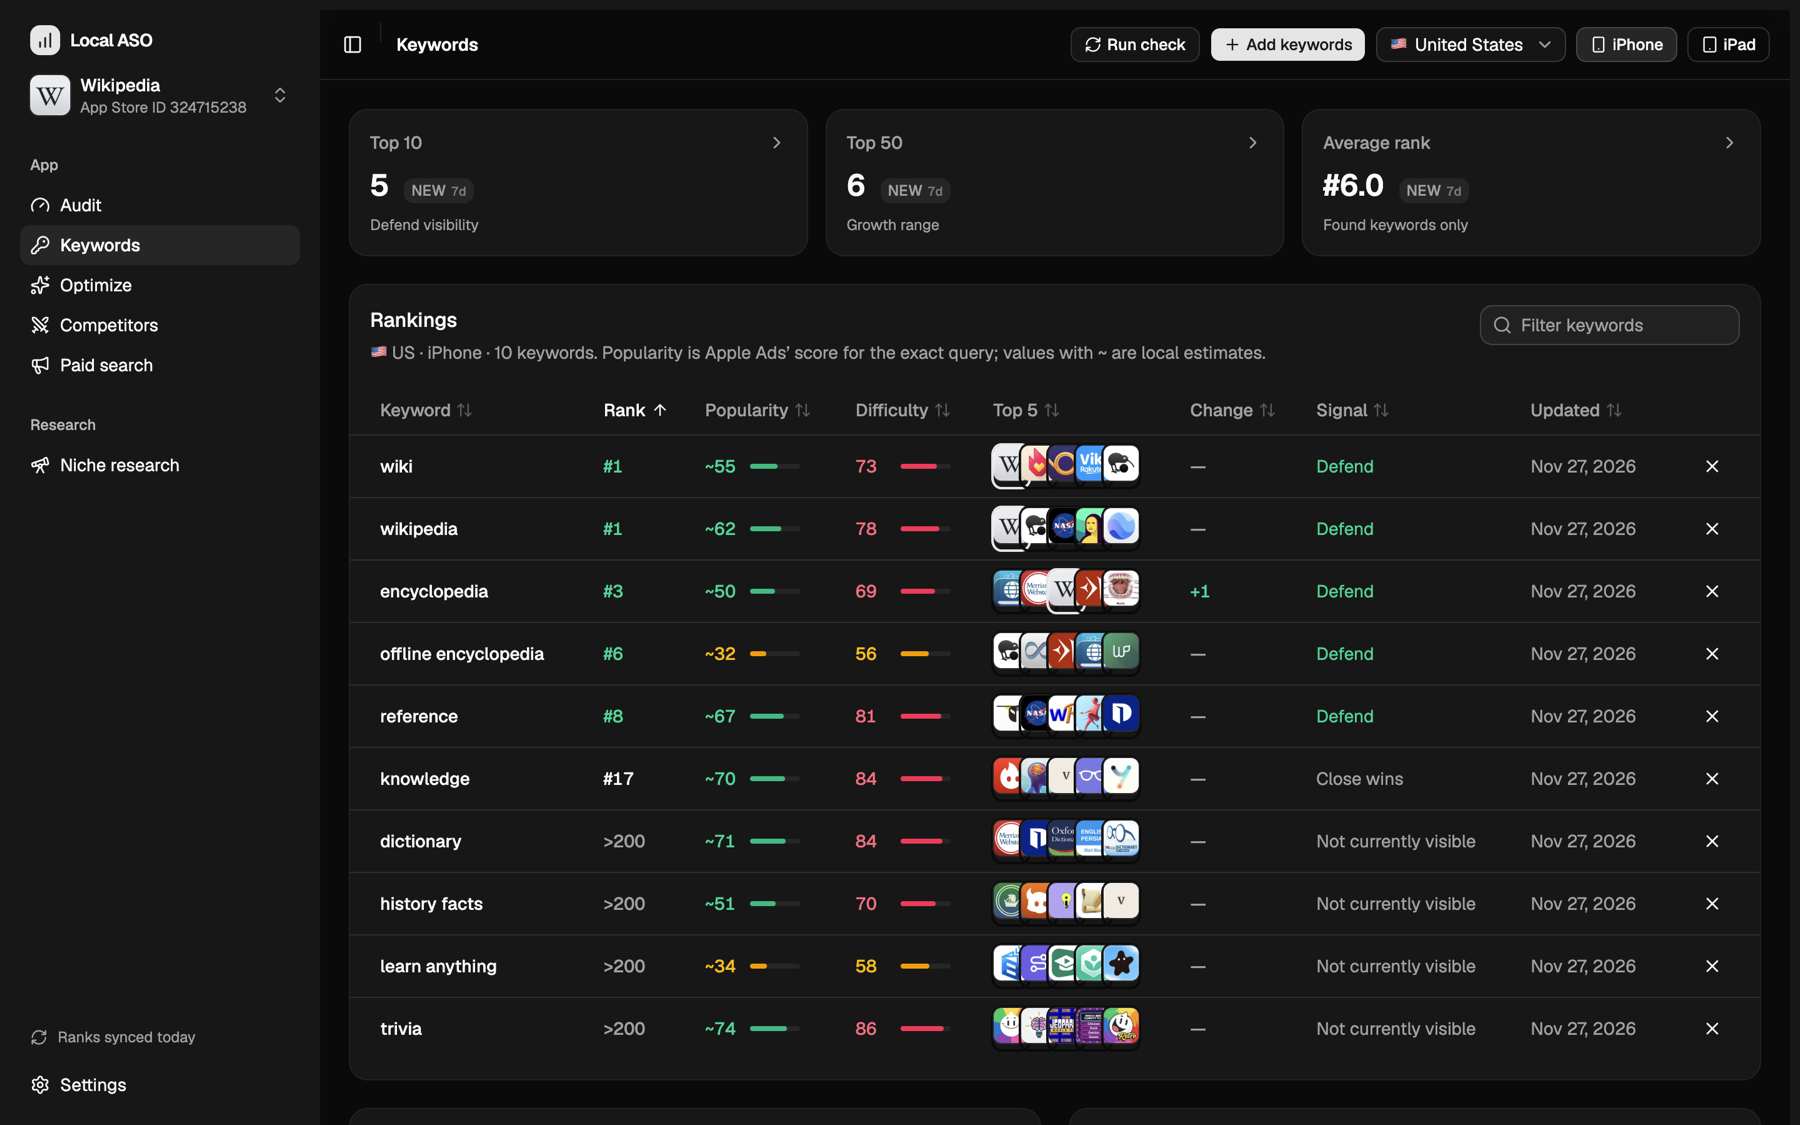 Local ASO
Wikipedia
App Store ID 324715238
App
Audit
Keywords
Optimize
Competitors
Paid search
Research
Niche research
Ranks synced today
Settings
Keywords
Run check
+ Add keywords
United States
iPhone
iPad
Top 10
5 NEW 7d
Defend visibility
Top 50
6 NEW 7d
Growth range
Average rank
#6.0 NEW 7d
Found keywords only
Rankings
US · iPhone · 10 keywords. Popularity is Apple Ads’ score for the exact query; values with ~ are local estimates.
Filter keywords
Keyword Rank Popularity Difficulty Top 5 Change Signal Updated
wiki #1 ~55 73 — Defend Nov 27, 2026
wikipedia #1 ~62 78 — Defend Nov 27, 2026
encyclopedia #3 ~50 69 +1 Defend Nov 27, 2026
offline encyclopedia #6 ~32 56 — Defend Nov 27, 2026
reference #8 ~67 81 — Defend Nov 27, 2026
knowledge #17 ~70 84 — Close wins Nov 27, 2026
dictionary >200 ~71 84 — Not currently visible Nov 27, 2026
history facts >200 ~51 70 — Not currently visible Nov 27, 2026
learn anything >200 ~34 58 — Not currently visible Nov 27, 2026
trivia >200 ~74 86 — Not currently visible Nov 27, 2026